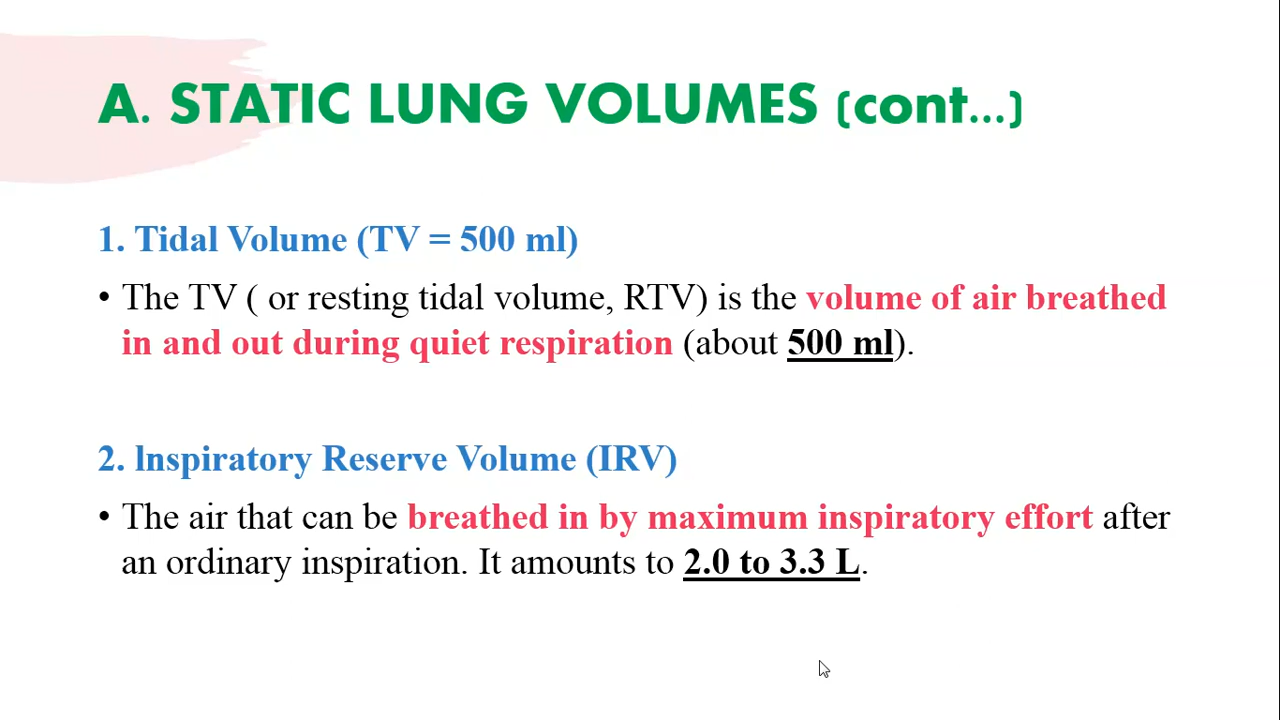 A. STATIC LUNG VOLUMES (cont...)
1. Tidal Volume (TV = 500 ml)
• The TV ( or resting tidal volume, RTV) is the volume of air breathed
in and out during quiet respiration (about 500 ml).
2. lnspiratory Reserve Volume (IRV)
• The air that can be breathed in by maximum inspiratory effort after
an ordinary inspiration. It amounts to 2.0 to 3.3 L.